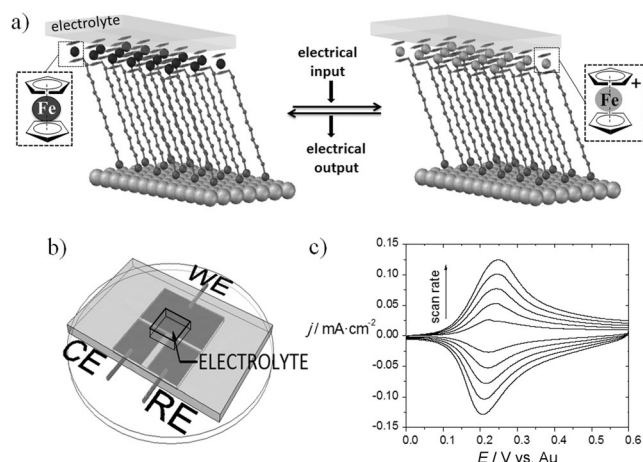 a)
electrolyte
Fe
electrical
input
electrical
output
Fe
+
b)
WE
CE
RE
ELECTROLYTE
c)
0.15
0.10
0.05
0.00
-0.05
-0.10
-0.15
j / mA·cm⁻²
scan rate
0.0 0.1 0.2 0.3 0.4 0.5 0.6
E / V vs. Au